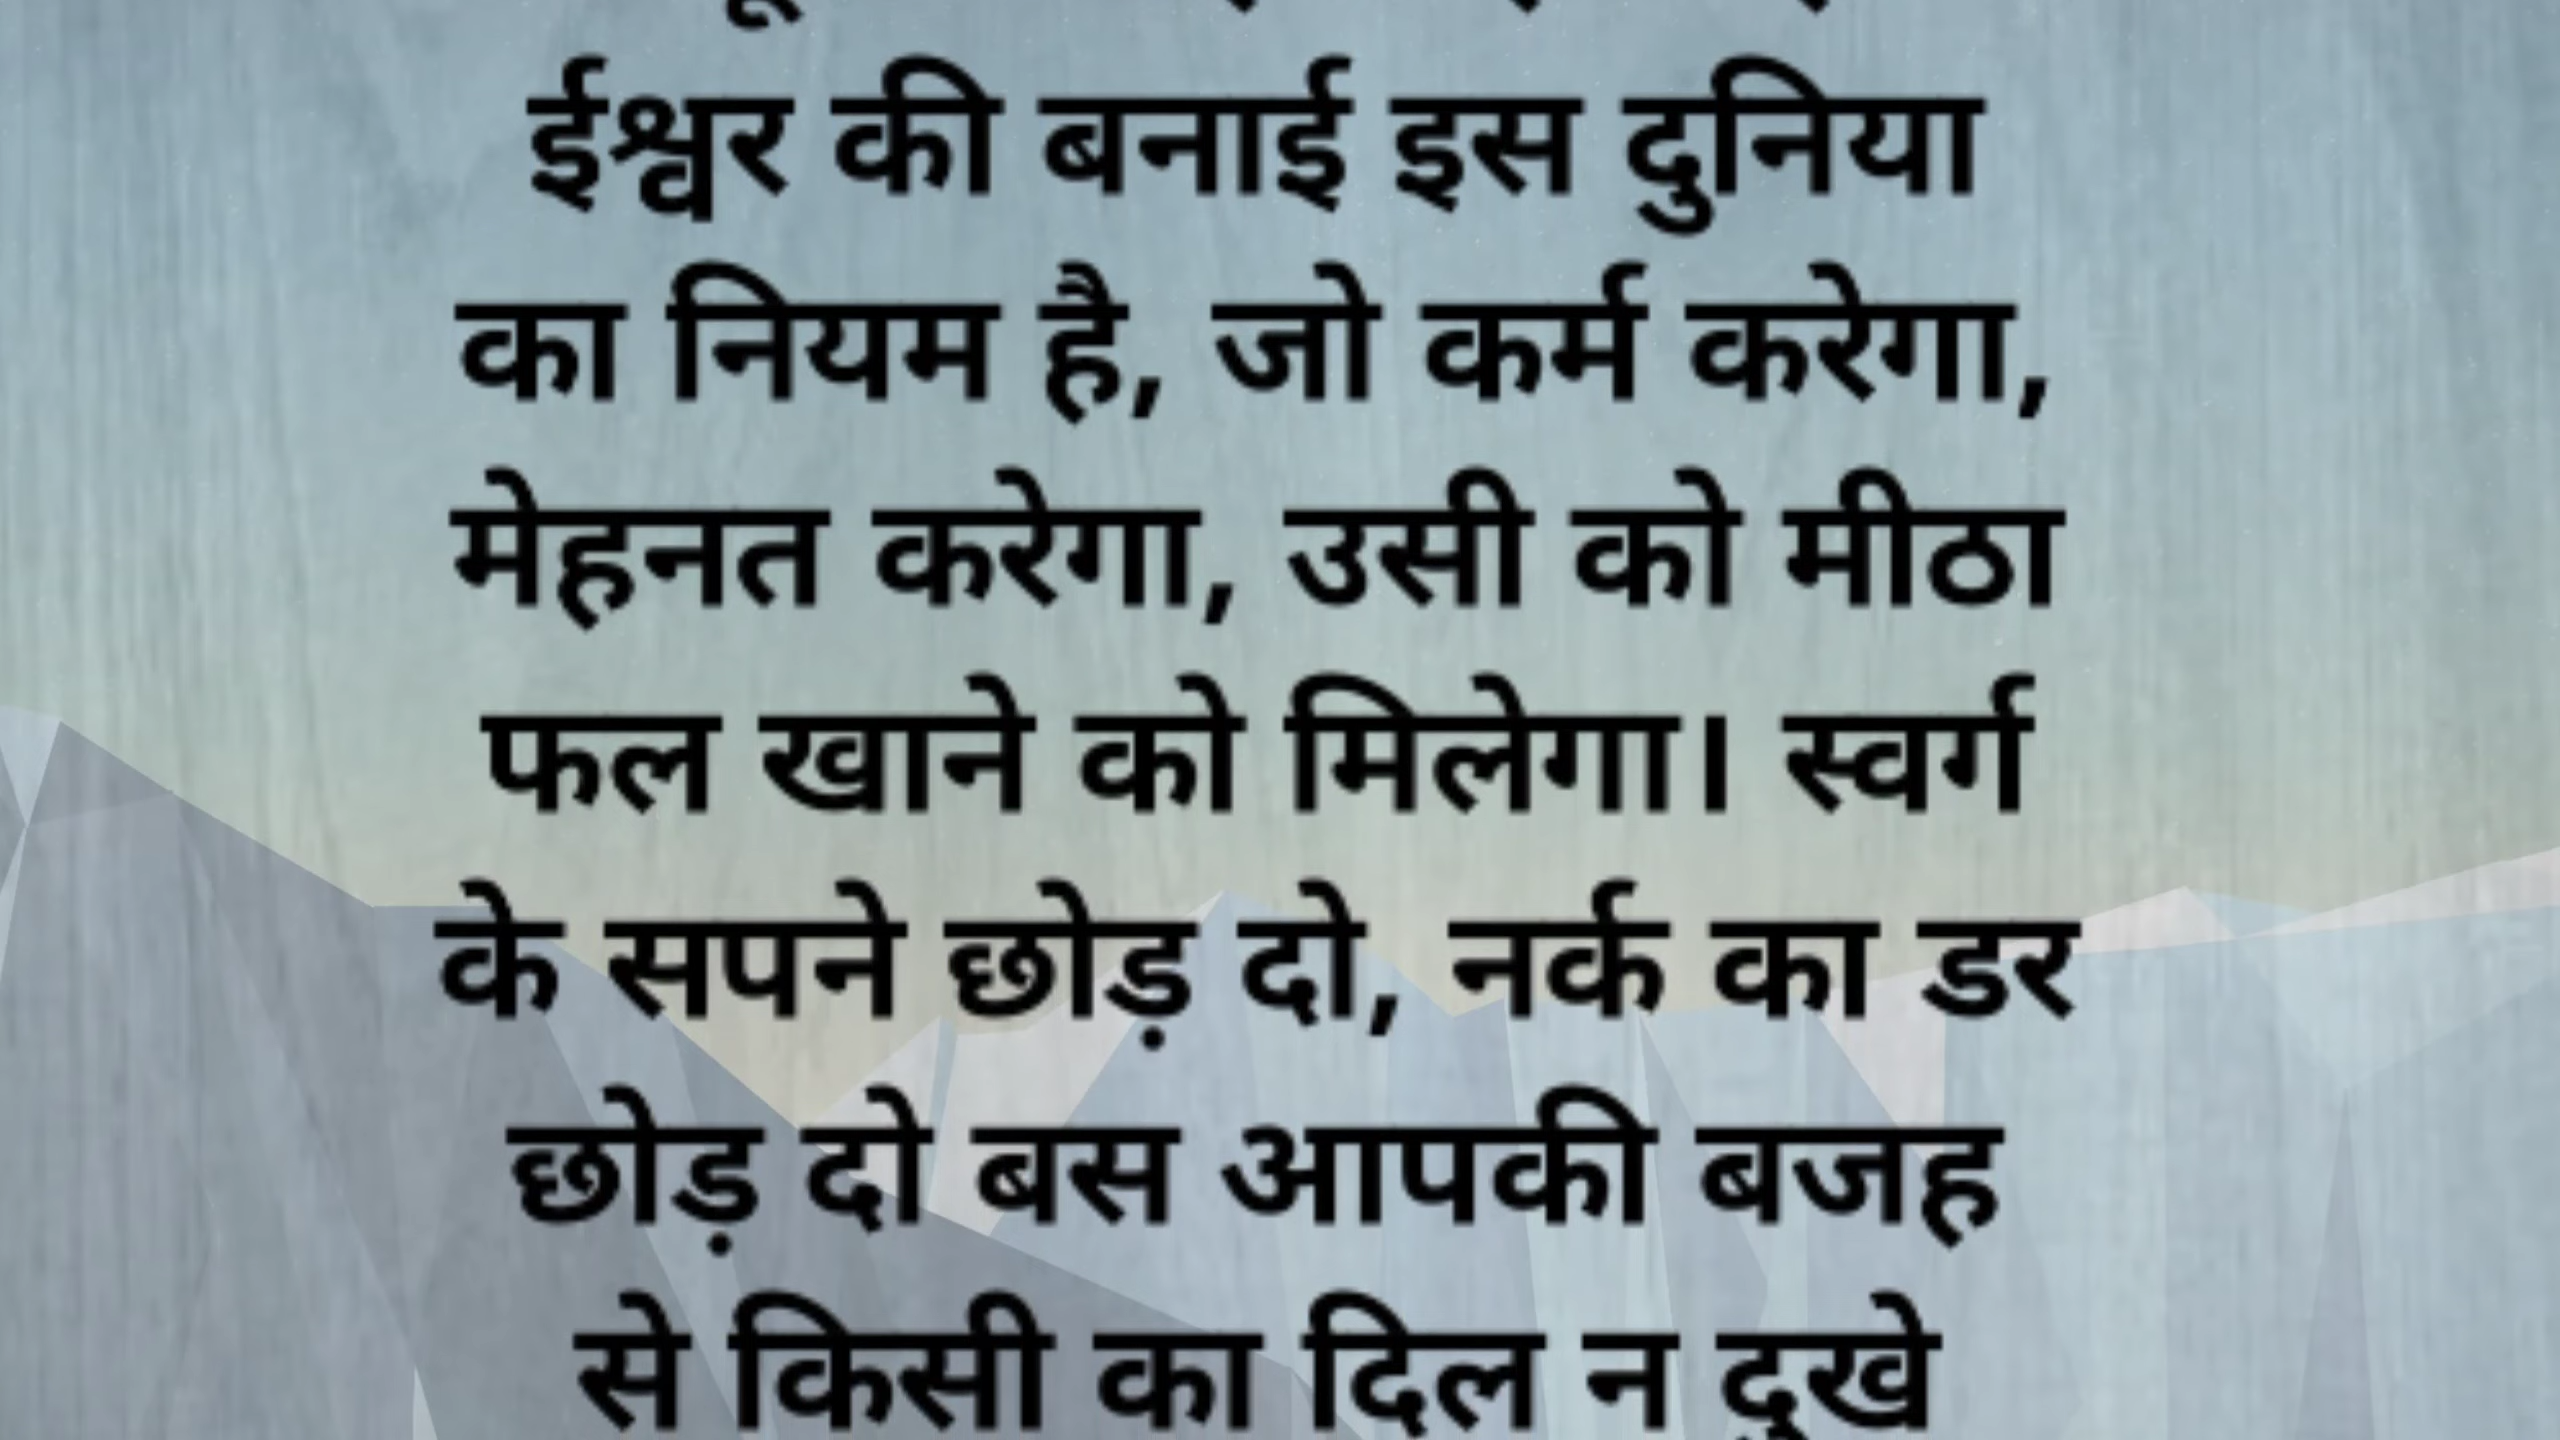 ईश्वर की बनाई इस दुनिया
का नियम है, जो कर्म करेगा,
मेहनत करेगा, उसी को मीठा
फल खाने को मिलेगा। स्वर्ग
के सपने छोड़ दो, नर्क का डर
छोड़ दो बस आपकी बजह
से किसी का दिल न दुखे